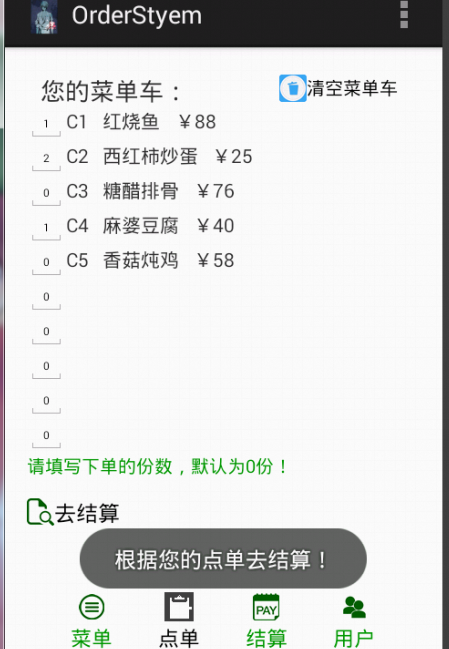 OrderStyem
您的菜单车：
清空菜单车
1 C1 红烧鱼 ￥88
2 C2 西红柿炒蛋 ￥25
0 C3 糖醋排骨 ￥76
1 C4 麻婆豆腐 ￥40
0 C5 香菇炖鸡 ￥58
0
0
0
0
0
请填写下单的份数，默认为0份！
去结算
根据您的点单去结算！
PAY
菜单 点单 结算 用户